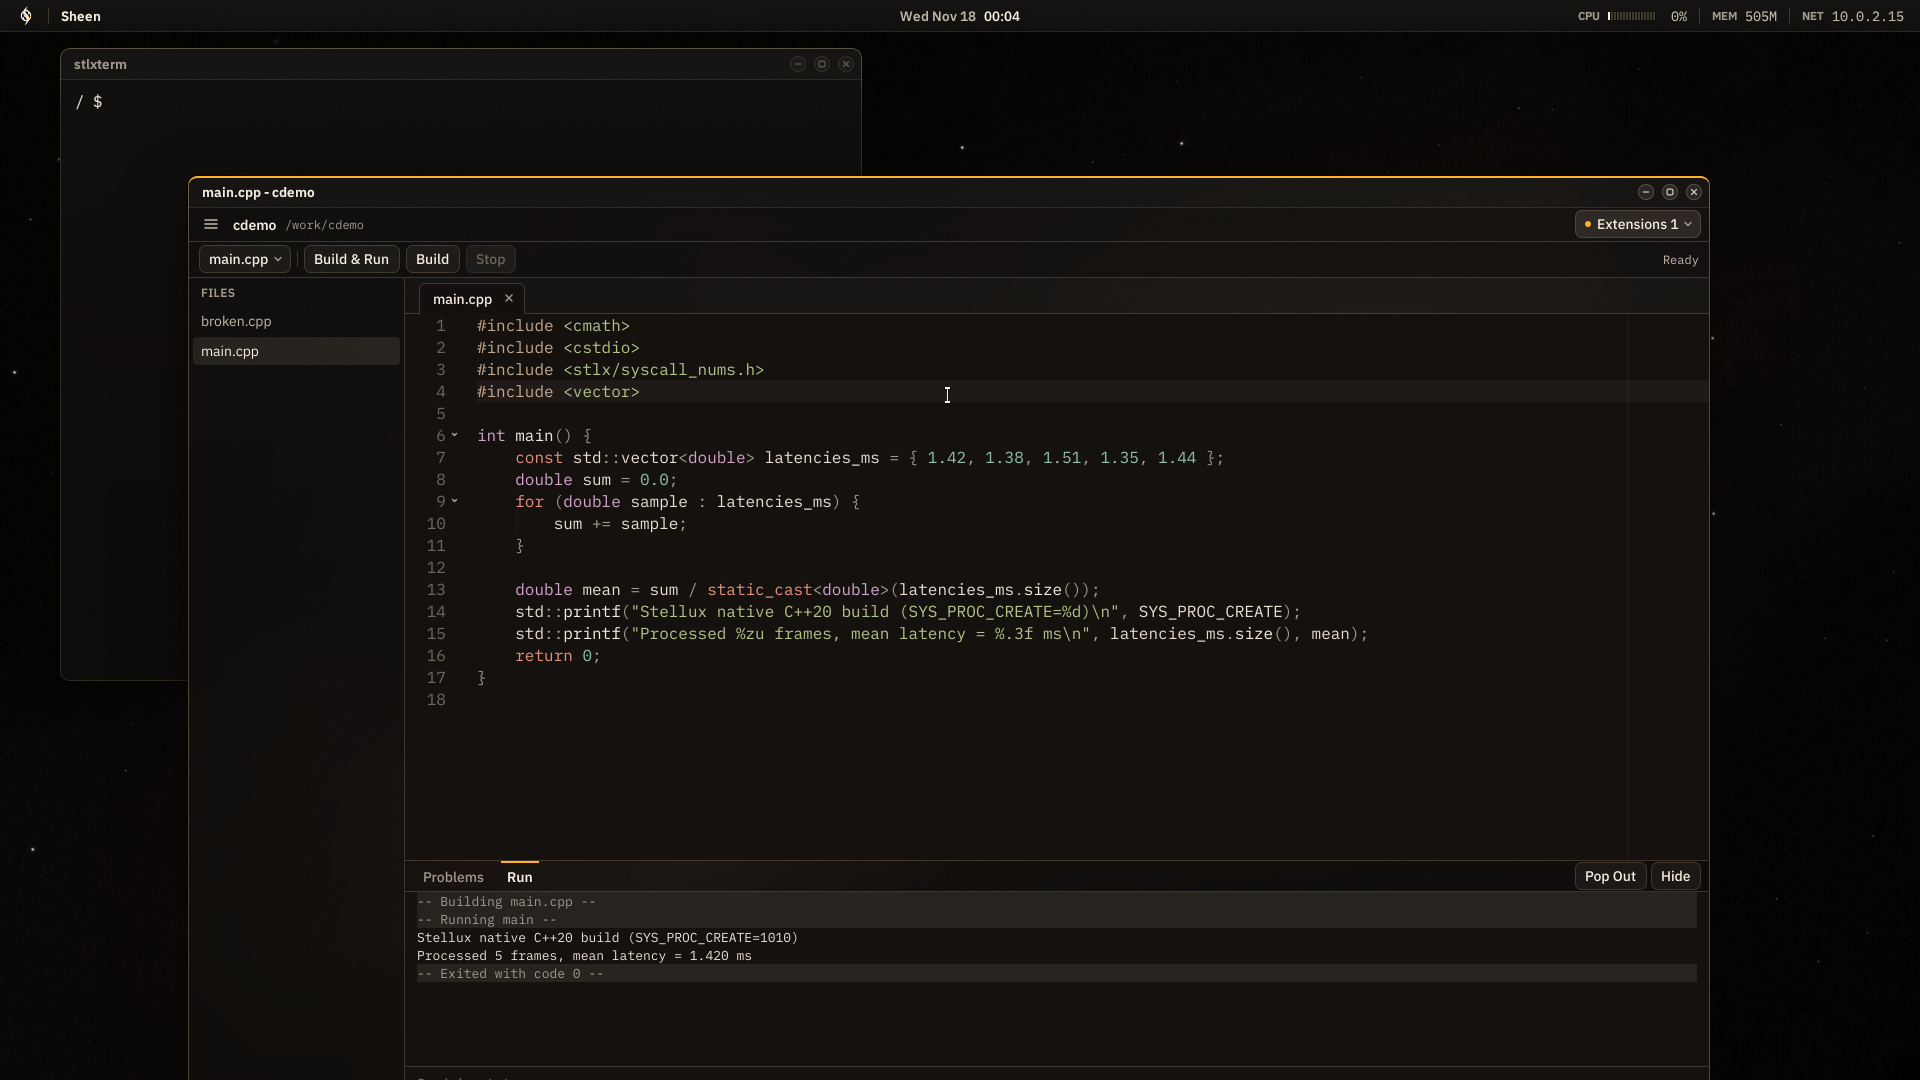 Sheen
Wed Nov 18 00:04
CPU 0% MEM 505M NET 10.0.2.15
stlxterm
/ $
main.cpp - cdemo
cdemo /work/cdemo
Extensions 1
main.cpp Build & Run Build Stop
Ready
FILES
broken.cpp
main.cpp
main.cpp
1 #include <cmath>
2 #include <cstdio>
3 #include <stlx/syscall_nums.h>
4 #include <vector>
5
6 int main() {
7     const std::vector<double> latencies_ms = { 1.42, 1.38, 1.51, 1.35, 1.44 };
8     double sum = 0.0;
9     for (double sample : latencies_ms) {
10         sum += sample;
11     }
12
13     double mean = sum / static_cast<double>(latencies_ms.size());
14     std::printf("Stellux native C++20 build (SYS_PROC_CREATE=%d)\n", SYS_PROC_CREATE);
15     std::printf("Processed %zu frames, mean latency = %.3f ms\n", latencies_ms.size(), mean);
16     return 0;
17 }
18
Problems Run
Pop Out Hide
-- Building main.cpp --
-- Running main --
Stellux native C++20 build (SYS_PROC_CREATE=1010)
Processed 5 frames, mean latency = 1.420 ms
-- Exited with code 0 --